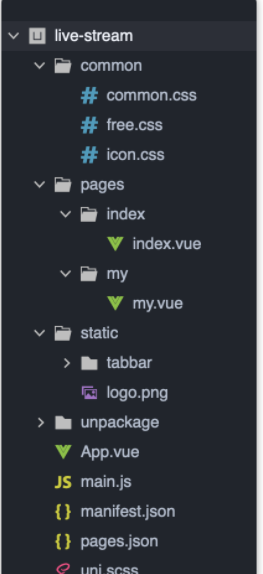 live-stream
common
common.css
free.css
icon.css
pages
index
index.vue
my
my.vue
static
tabbar
logo.png
unpackage
App.vue
JS main.js
{ } manifest.json
{ } pages.json
uni.scss